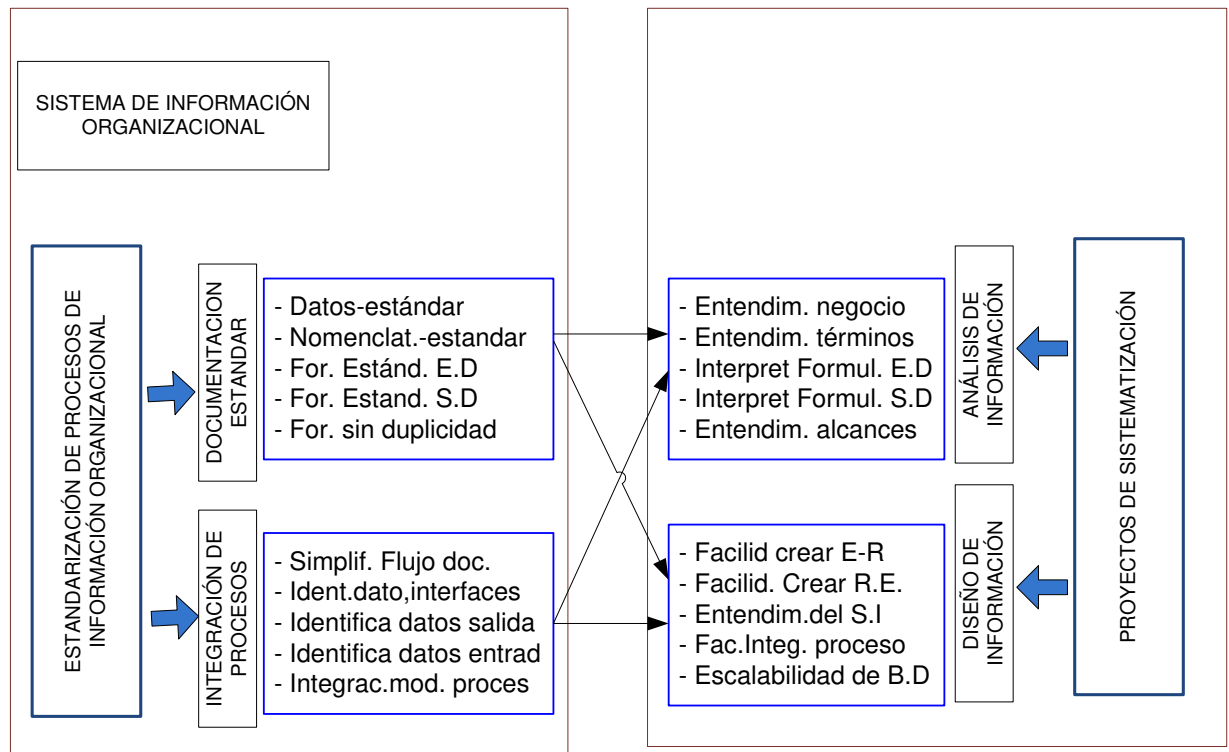 SISTEMA DE INFORMACIÓN
ORGANIZACIONAL
ESTANDARIZACIÓN DE PROCESOS DE
INFORMACIÓN ORGANIZACIONAL
DOCUMENTACION
ESTANDAR
- Datos-estándar
- Nomenclat.-estandar
- For. Estánd. E.D
- For. Estand. S.D
- For. sin duplicidad
INTEGRACIÓN DE
PROCESOS
- Simplif. Flujo doc.
- Ident.dato,interfaces
- Identifica datos salida
- Identifica datos entrad
- Integrac.mod. proces
- Entendim. negocio
- Entendim. términos
- Interpret Formul. E.D
- Interpret Formul. S.D
- Entendim. alcances
ANÁLISIS DE
INFORMACIÓN
- Facilid crear E-R
- Facilid. Crear R.E.
- Entendim.del S.I
- Fac.Integ. proceso
- Escalabilidad de B.D
DISEÑO DE
INFORMACIÓN
PROYECTOS DE SISTEMATIZACIÓN